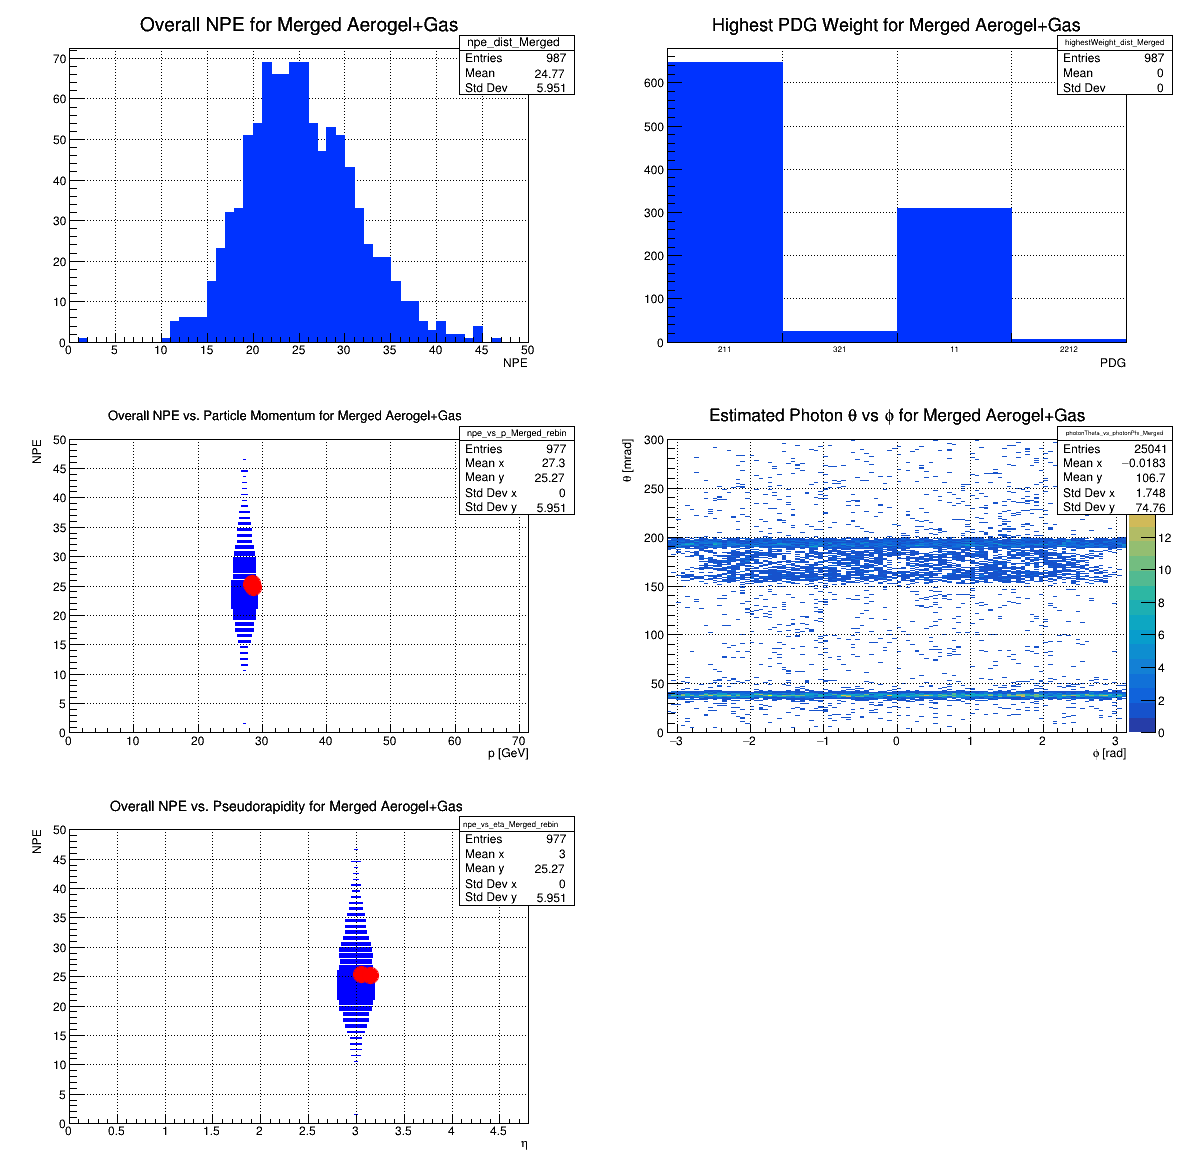 Overall NPE for Merged Aerogel+Gas
npe_dist_Merged
Entries 987
Mean 24.77
Std Dev 5.951
70
60
50
40
30
20
10
0
0 5 10 15 20 25 30 35 40 45 50
NPE
Highest PDG Weight for Merged Aerogel+Gas
highestWeight_dist_Merged
Entries 987
Mean 0
Std Dev 0
600
500
400
300
200
100
0
211 321 11 2212
PDG
Overall NPE vs. Particle Momentum for Merged Aerogel+Gas
npe_vs_p_Merged_rebin
Entries 977
Mean x 27.3
Mean y 25.27
Std Dev x 0
Std Dev y 5.951
NPE
50
45
40
35
30
25
20
15
10
5
0
0 10 20 30 40 50 60 70
p [GeV]
Estimated Photon θ vs ϕ for Merged Aerogel+Gas
photonTheta_vs_photonPhi_Merged
Entries 25041
Mean x −0.0183
Mean y 106.7
Std Dev x 1.748
Std Dev y 74.76
θ [mrad]
300
250
200
150
100
50
0
−3 −2 −1 0 1 2 3
ϕ [rad]
12
10
8
6
4
2
0
Overall NPE vs. Pseudorapidity for Merged Aerogel+Gas
npe_vs_eta_Merged_rebin
Entries 977
Mean x 3
Mean y 25.27
Std Dev x 0
Std Dev y 5.951
NPE
50
45
40
35
30
25
20
15
10
5
0
0 0.5 1 1.5 2 2.5 3 3.5 4 4.5
η